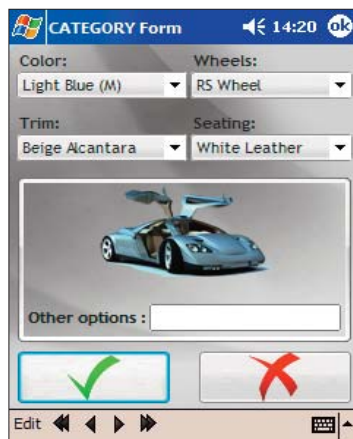 CATEGORY Form 14:20 ok
Color: Wheels:
Light Blue (M) RS Wheel
Trim: Seating:
Beige Alcantara White Leather
Other options :
Edit